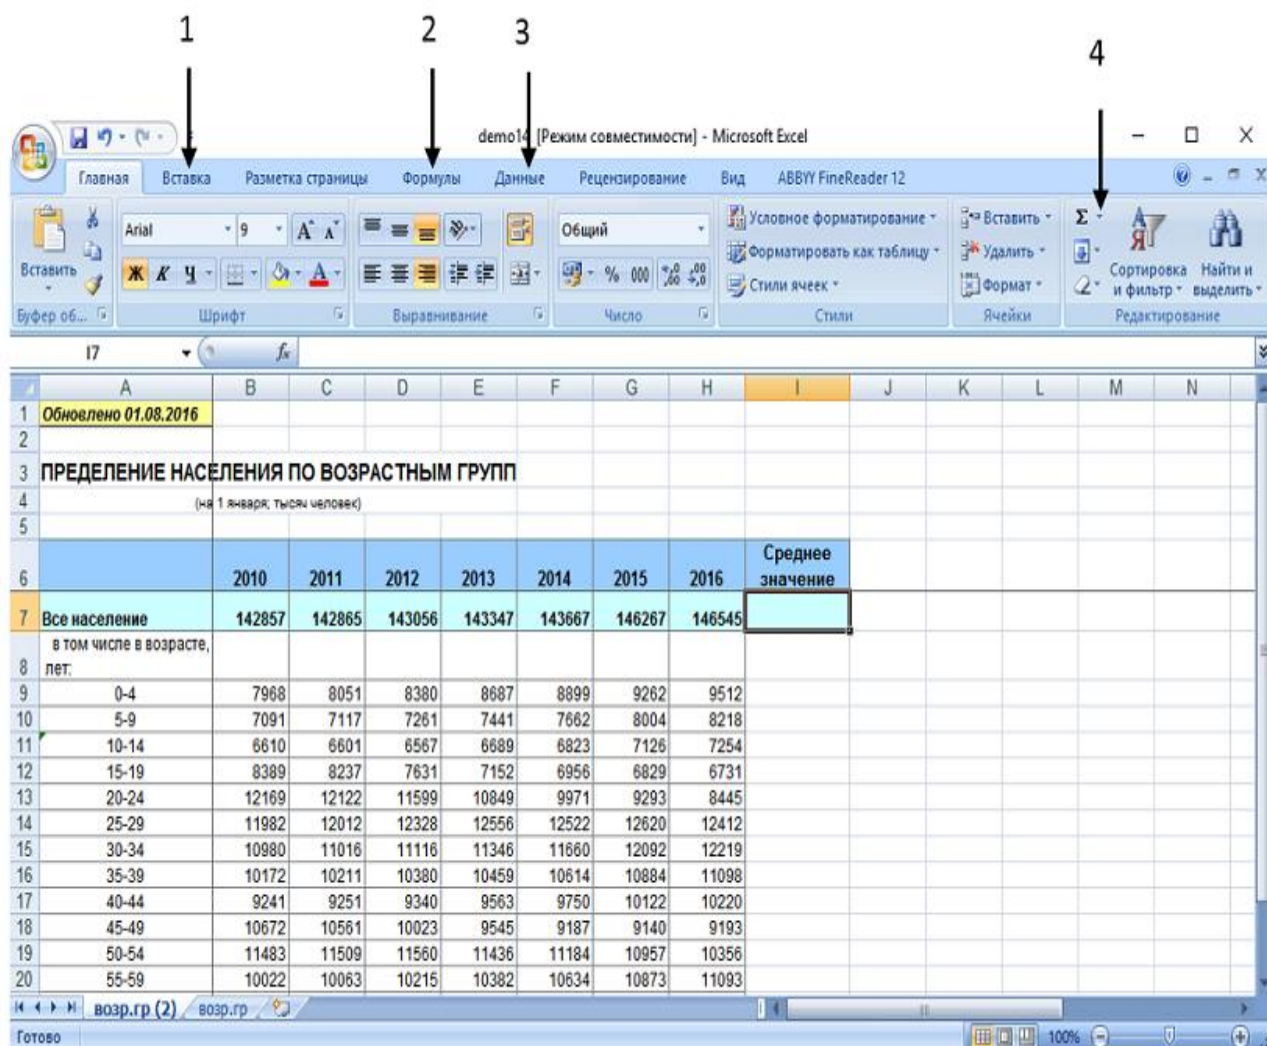 1 2 3 4
demo14 [Режим совместимости] - Microsoft Excel
Главная Вставка Разметка страницы Формулы Данные Рецензирование Вид ABBYY FineReader 12
Вставить
Arial 9
Ж К Ч
Общий
% 000
Условное форматирование
Форматировать как таблицу
Стили ячеек
Вставить
Удалить
Формат
Σ
Сортировка и фильтр
Найти и выделить
Буфер об... Шрифт Выравнивание Число Стили Ячейки Редактирование
I7 fx
A B C D E F G H I J K L M N
1 Обновлено 01.08.2016
2
3 ПРЕДЕЛЕНИЕ НАСЕЛЕНИЯ ПО ВОЗРАСТНЫМ ГРУПП
4 (на 1 января; тысяч человек)
5
6 2010 2011 2012 2013 2014 2015 2016 Среднее значение
7 Все население 142857 142865 143056 143347 143667 146267 146545
8 в том числе в возрасте, лет:
9 0-4 7968 8051 8380 8687 8899 9262 9512
10 5-9 7091 7117 7261 7441 7662 8004 8218
11 10-14 6610 6601 6567 6689 6823 7126 7254
12 15-19 8389 8237 7631 7152 6956 6829 6731
13 20-24 12169 12122 11599 10849 9971 9293 8445
14 25-29 11982 12012 12328 12556 12522 12620 12412
15 30-34 10980 11016 11116 11346 11660 12092 12219
16 35-39 10172 10211 10380 10459 10614 10884 11098
17 40-44 9241 9251 9340 9563 9750 10122 10220
18 45-49 10672 10561 10023 9545 9187 9140 9193
19 50-54 11483 11509 11560 11436 11184 10957 10356
20 55-59 10022 10063 10215 10382 10634 10873 11093
возр.гр (2) возр.гр
Готово 100%